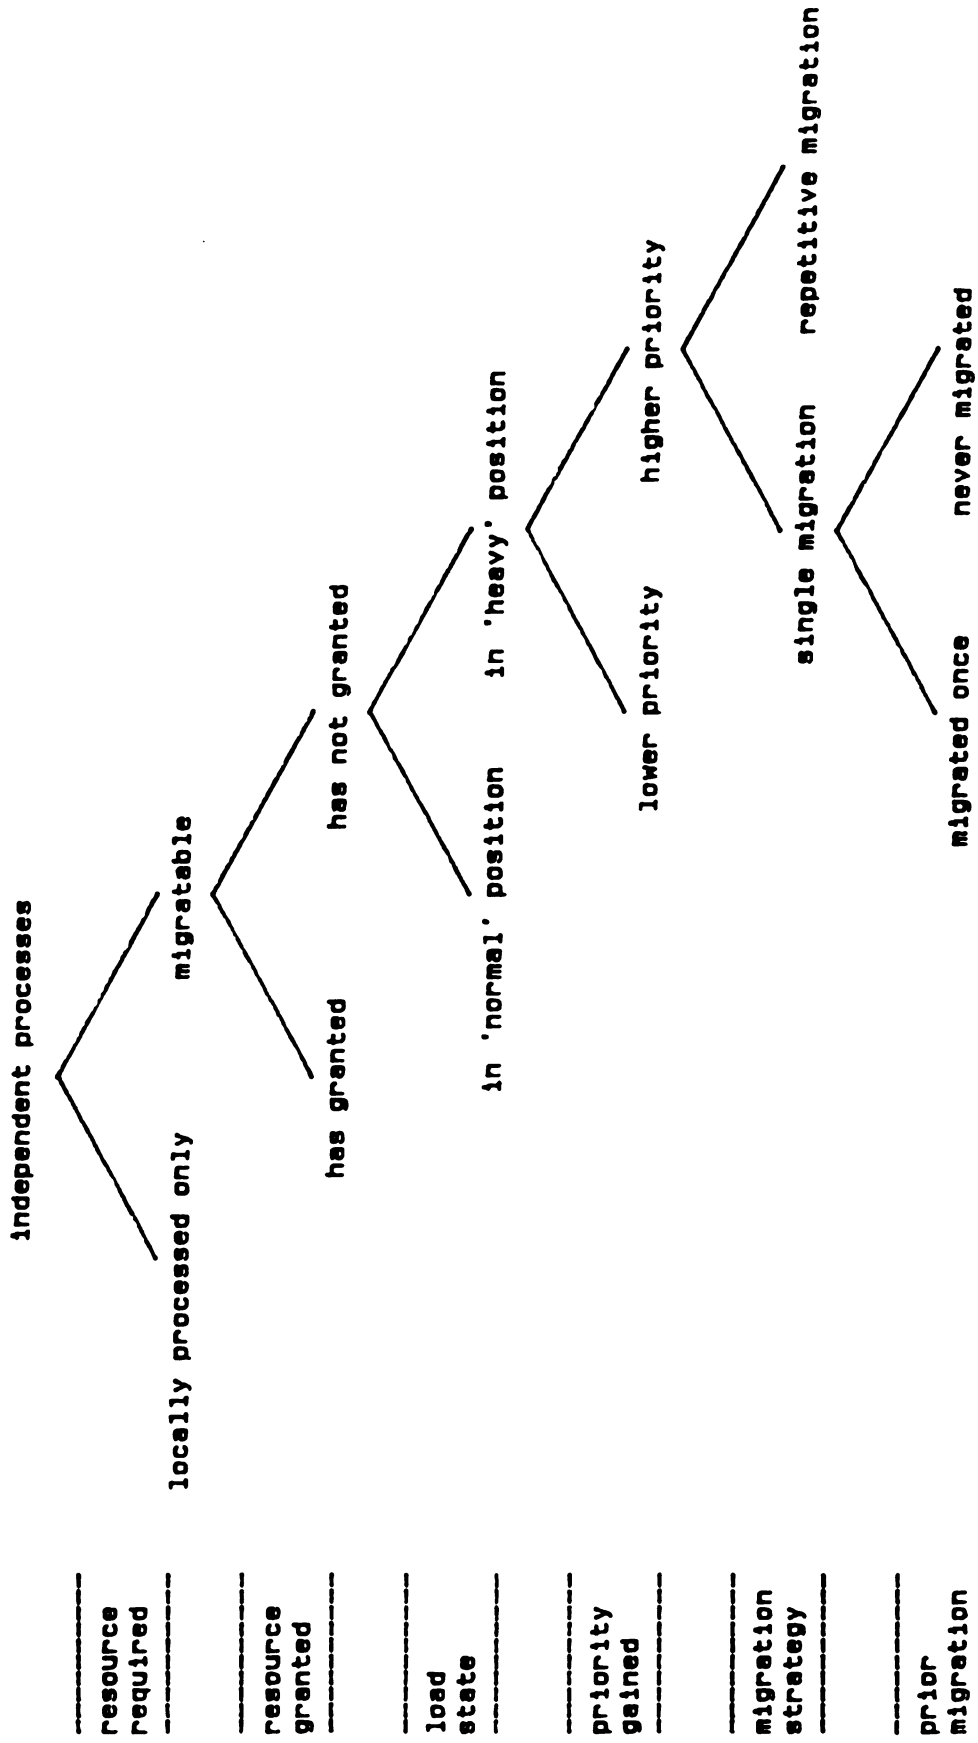 independent processes
resource
required
locally processed only migratable
resource
granted
has granted has not granted
load
state
in 'normal' position in 'heavy' position
priority
gained
lower priority higher priority
migration
strategy
single migration repetitive migration
prior
migration
migrated once never migrated